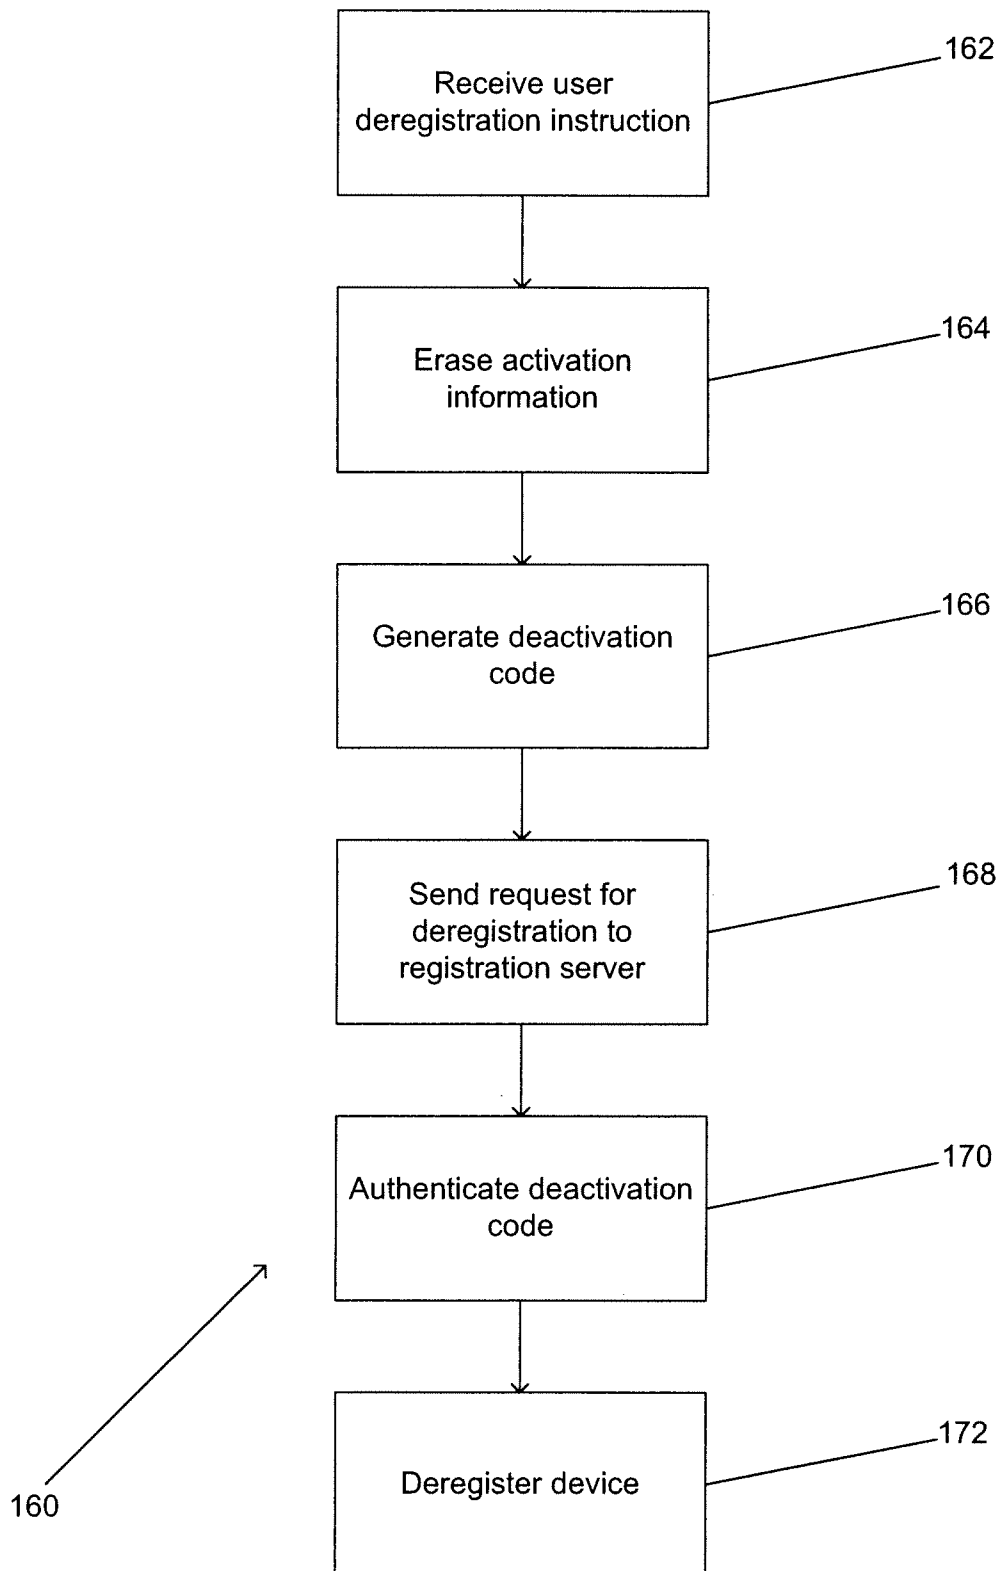 Receive user
deregistration instruction
162
Erase activation
information
164
Generate deactivation
code
166
Send request for
deregistration to
registration server
168
Authenticate deactivation
code
170
Deregister device
172
160